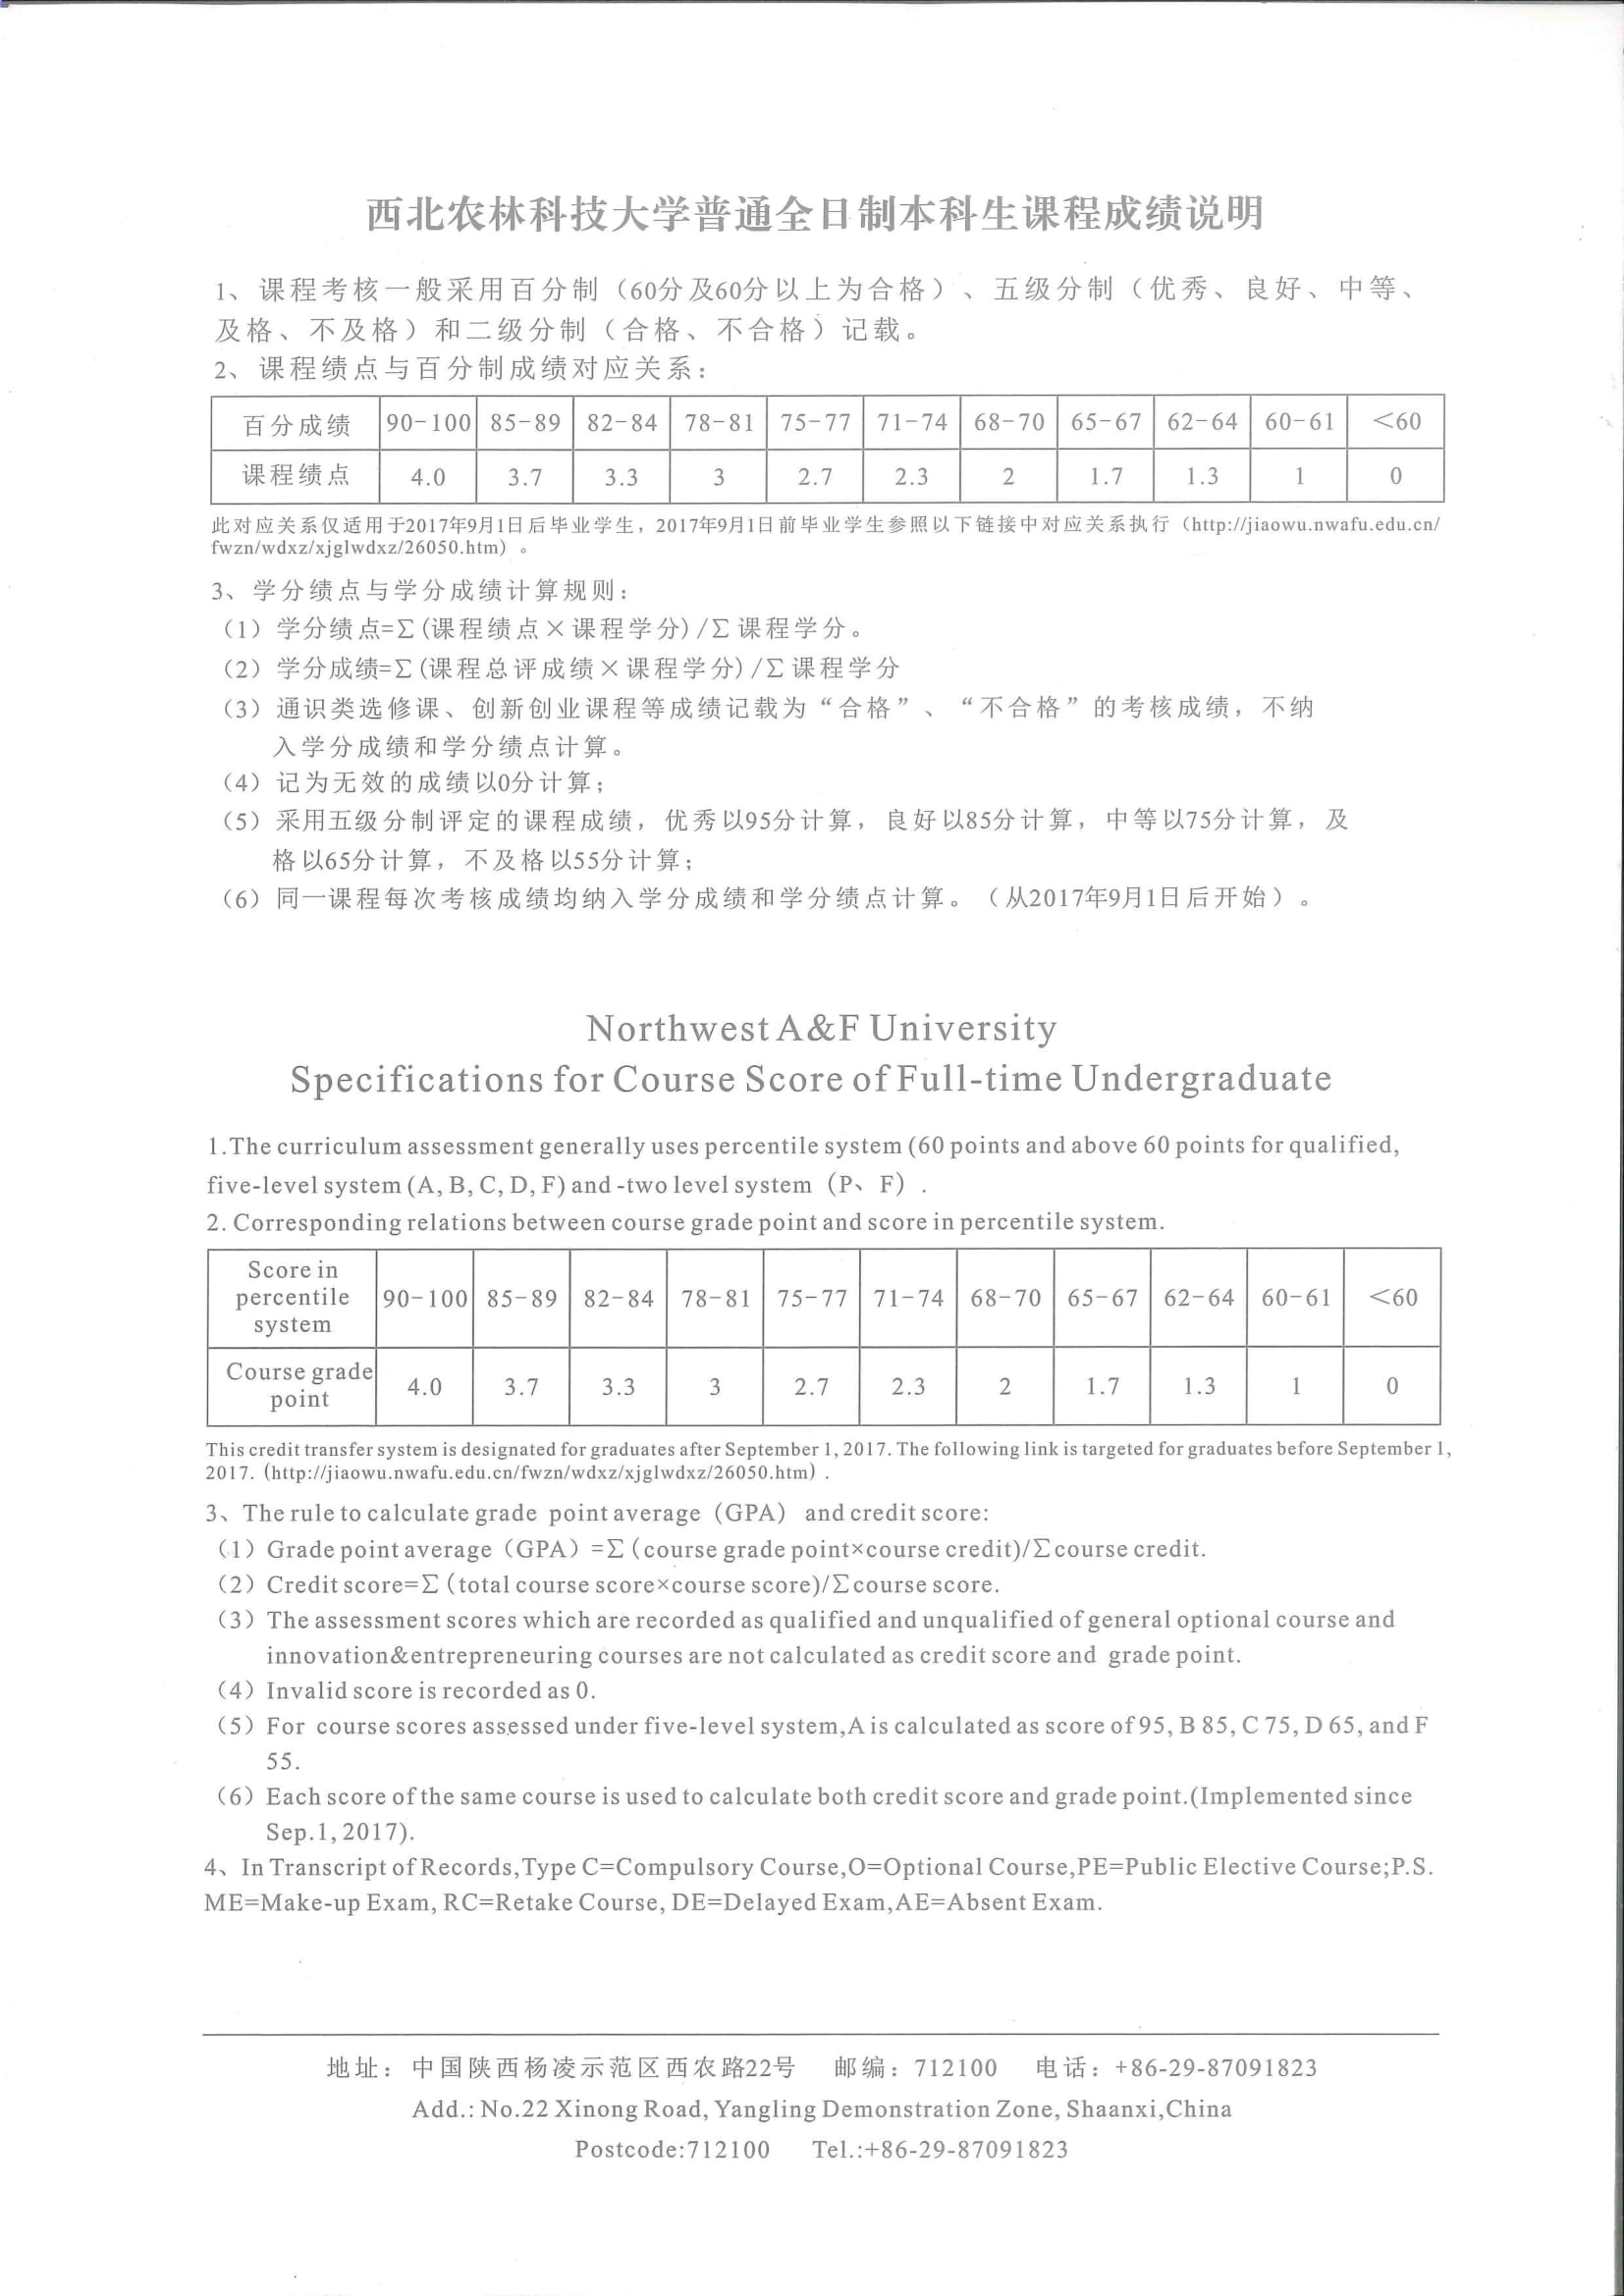 西北农林科技大学普通全日制本科生课程成绩说明
1、课程考核一般采用百分制（60分及60分以上为合格）、五级分制（优秀、良好、中等、
及格、不及格）和二级分制（合格、不合格）记载。
2、课程绩点与百分制成绩对应关系：
百分成绩 90-100 85-89 82-84 78-81 75-77 71-74 68-70 65-67 62-64 60-61 <60
课程绩点 4.0 3.7 3.3 3 2.7 2.3 2 1.7 1.3 1 0
此对应关系仅适用于2017年9月1日后毕业学生，2017年9月1日前毕业学生参照以下链接中对应关系执行（http://jiaowu.nwafu.edu.cn/
fwzn/wdxz/xjglwdxz/26050.htm）。
3、学分绩点与学分成绩计算规则：
（1）学分绩点=∑(课程绩点×课程学分)/∑课程学分。
（2）学分成绩=∑(课程总评成绩×课程学分)/∑课程学分
（3）通识类选修课、创新创业课程等成绩记载为“合格”、“不合格”的考核成绩，不纳
入学分成绩和学分绩点计算。
（4）记为无效的成绩以0分计算；
（5）采用五级分制评定的课程成绩，优秀以95分计算，良好以85分计算，中等以75分计算，及
格以65分计算，不及格以55分计算；
（6）同一课程每次考核成绩均纳入学分成绩和学分绩点计算。（从2017年9月1日后开始）。
Northwest A&F University
Specifications for Course Score of Full-time Undergraduate
1.The curriculum assessment generally uses percentile system (60 points and above 60 points for qualified,
five-level system (A, B, C, D, F) and -two level system（P、F）.
2. Corresponding relations between course grade point and score in percentile system.
Score in
percentile
system 90-100 85-89 82-84 78-81 75-77 71-74 68-70 65-67 62-64 60-61 <60
Course grade
point 4.0 3.7 3.3 3 2.7 2.3 2 1.7 1.3 1 0
This credit transfer system is designated for graduates after September 1, 2017. The following link is targeted for graduates before September 1,
2017.（http://jiaowu.nwafu.edu.cn/fwzn/wdxz/xjglwdxz/26050.htm）.
3、The rule to calculate grade point average（GPA） and credit score:
（1）Grade point average（GPA）=∑(course grade point×course credit)/∑course credit.
（2）Credit score=∑(total course score×course score)/∑course score.
（3）The assessment scores which are recorded as qualified and unqualified of general optional course and
innovation&entrepreneuring courses are not calculated as credit score and grade point.
（4）Invalid score is recorded as 0.
（5）For course scores assessed under five-level system,A is calculated as score of 95, B 85, C 75, D 65, and F
55.
（6）Each score of the same course is used to calculate both credit score and grade point.(Implemented since
Sep.1, 2017).
4、In Transcript of Records,Type C=Compulsory Course,O=Optional Course,PE=Public Elective Course;P.S.
ME=Make-up Exam, RC=Retake Course, DE=Delayed Exam,AE=Absent Exam.
地址：中国陕西杨凌示范区西农路22号 邮编：712100 电话：+86-29-87091823
Add.: No.22 Xinong Road, Yangling Demonstration Zone, Shaanxi,China
Postcode:712100 Tel.:+86-29-87091823